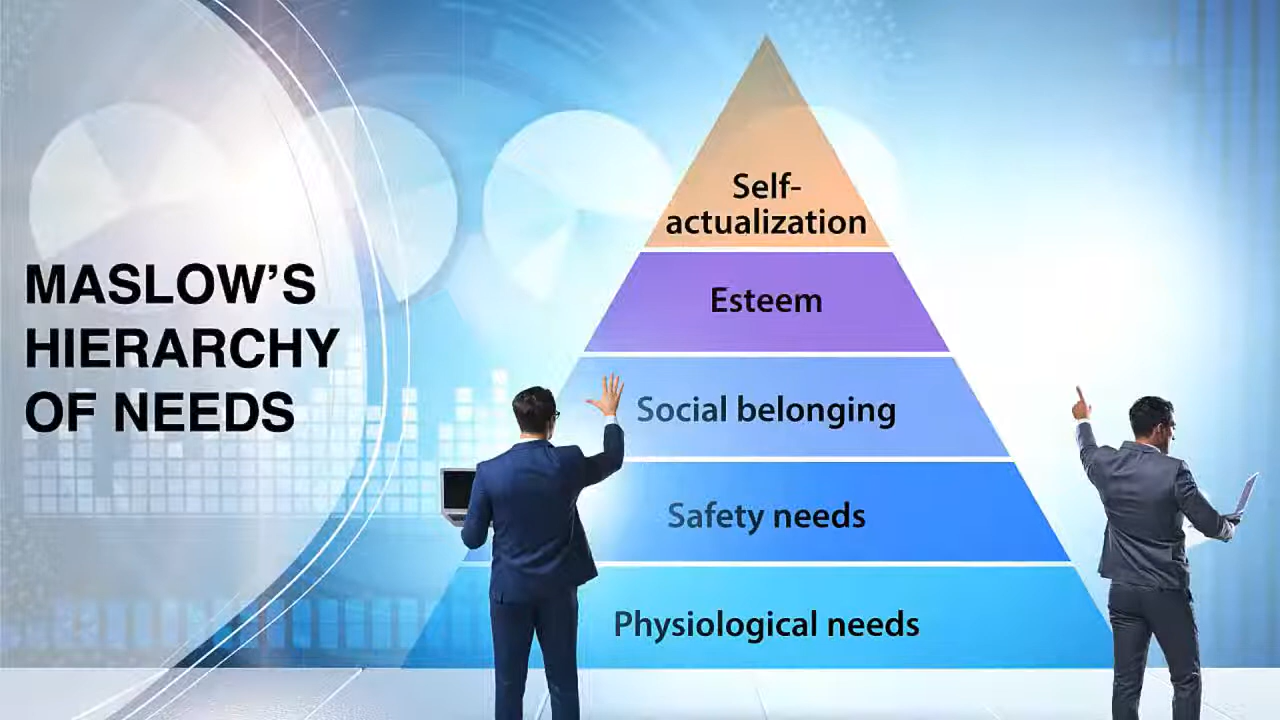 MASLOW'S
HIERARCHY
OF NEEDS
Self-
actualization
Esteem
Social belonging
Safety needs
Physiological needs